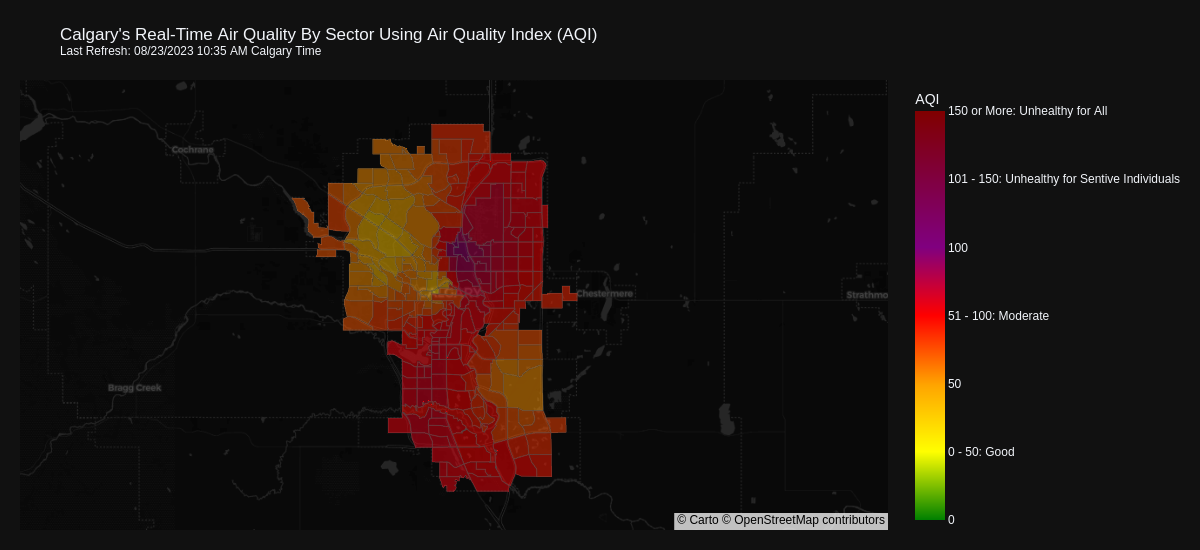 Calgary's Real-Time Air Quality By Sector Using Air Quality Index (AQI)
Last Refresh: 08/23/2023 10:35 AM Calgary Time
AQI
150 or More: Unhealthy for All
101 - 150: Unhealthy for Sentive Individuals
100
51 - 100: Moderate
50
0 - 50: Good
0
Cochrane
CALGARY
Chestermere
Strathmo
Bragg Creek
© Carto © OpenStreetMap contributors